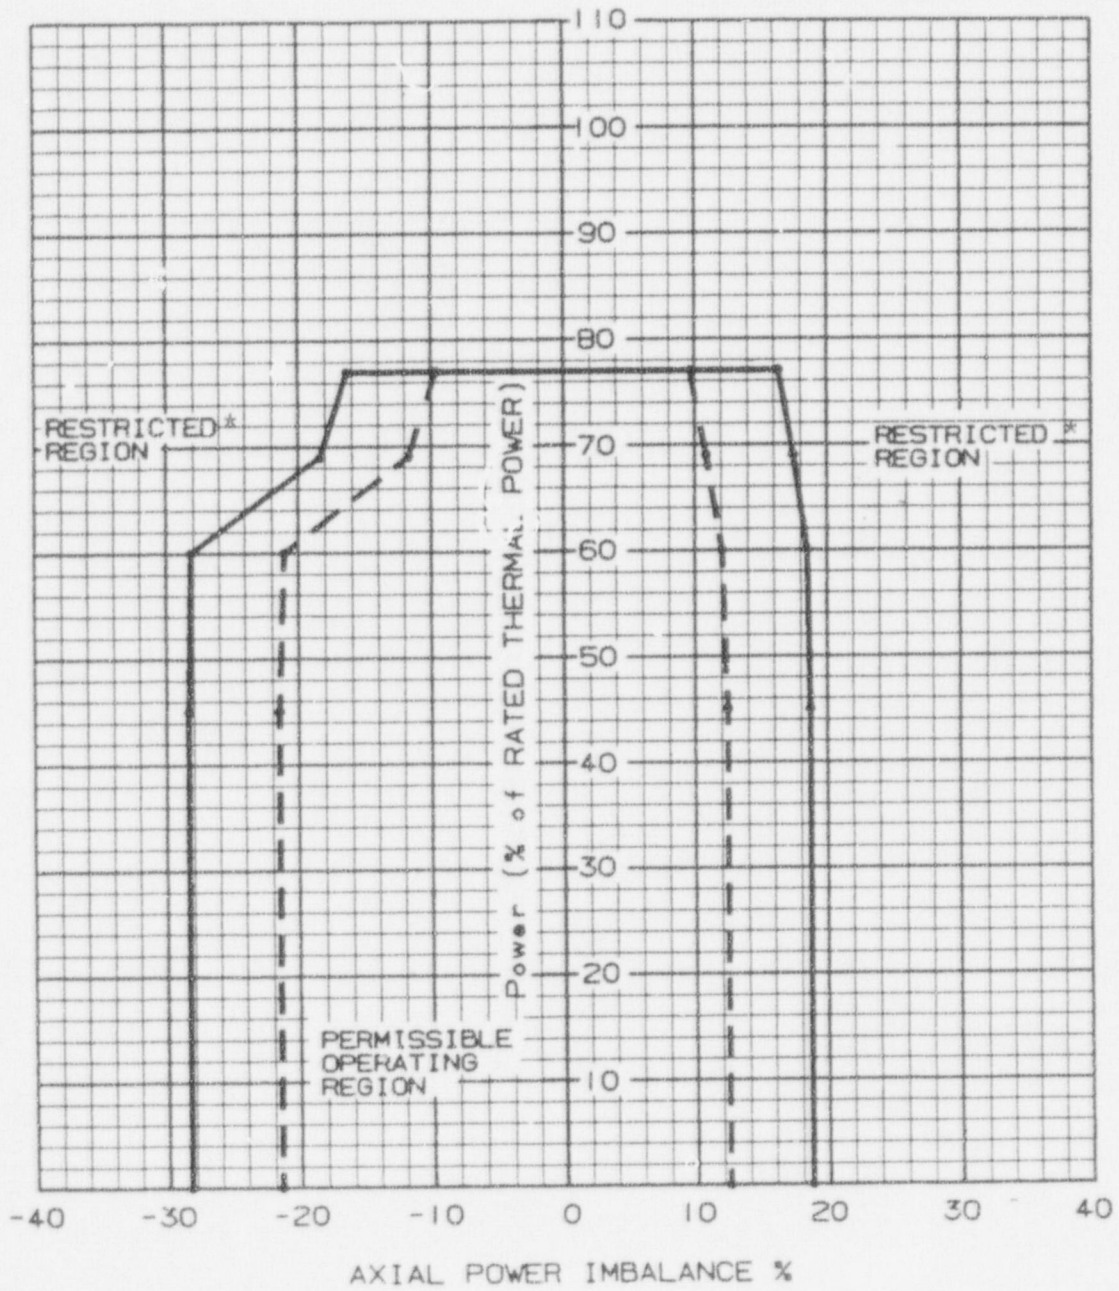 110
100
90
80
RESTRICTED*
REGION
RESTRICTED*
REGION
70
60
50
40
30
20
10
Power (% of RATED THERMAL POWER)
PERMISSIBLE
OPERATING
REGION
-40 -30 -20 -10 0 10 20 30 40
AXIAL POWER IMBALANCE %